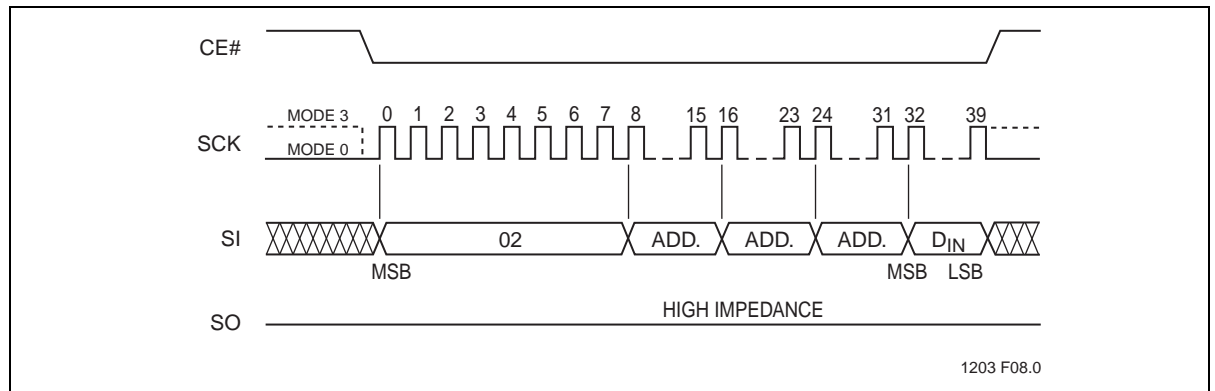 CE#
MODE 3
0 1 2 3 4 5 6 7 8 15 16 23 24 31 32 39
SCK
MODE 0
SI 02 ADD. ADD. ADD. DIN
MSB MSB LSB
HIGH IMPEDANCE
SO
1203 F08.0